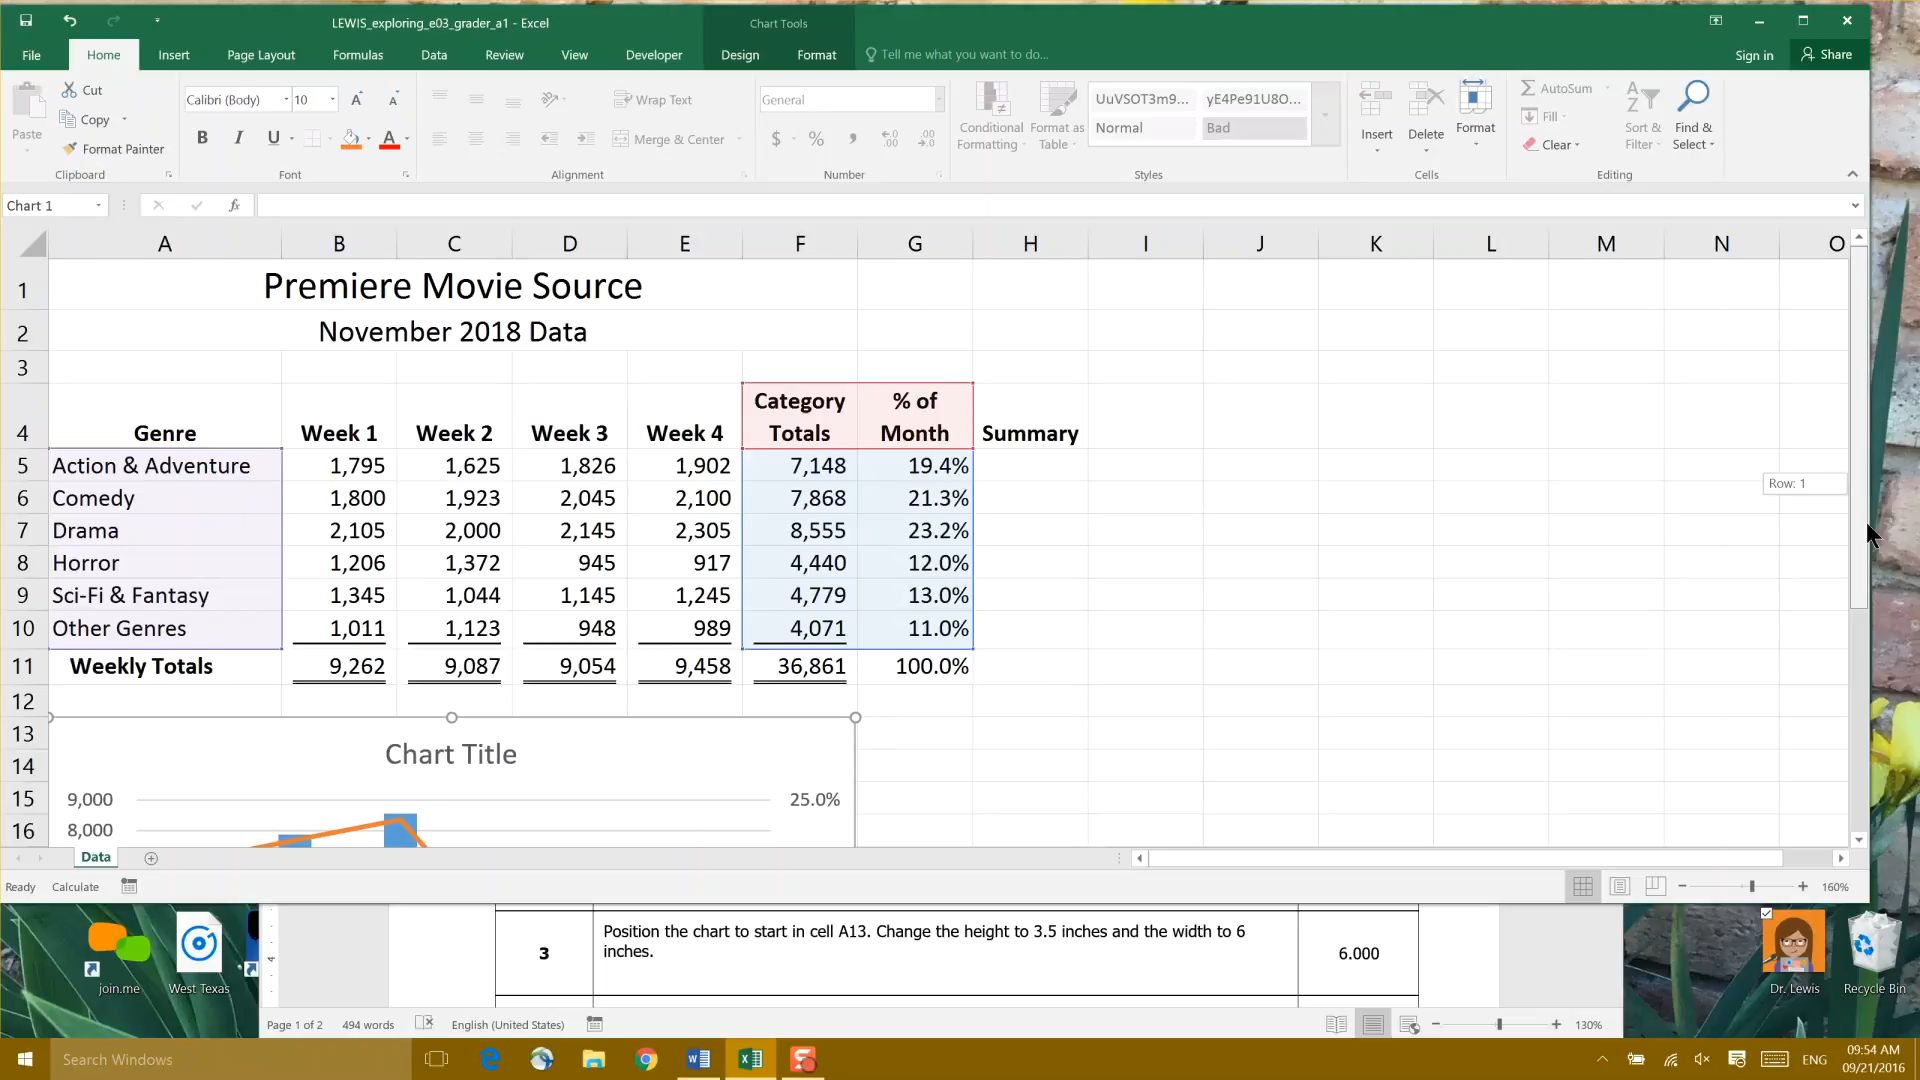 LEWIS_exploring_e03_grader_a1 - Excel
Chart Tools
File Home Insert Page Layout Formulas Data Review View Developer Design Format Tell me what you want to do... Sign in Share
Cut
Copy
Format Painter
Paste
Clipboard
Calibri (Body) 10 A A
B I U A
Font
Wrap Text
Merge & Center
Alignment
General
$ % , .0 .00
Number
Conditional Formatting
Format as Table
UuVSOT3m9... yE4Pe91U8O...
Normal Bad
Styles
Insert Delete Format
Cells
AutoSum
Fill
Clear
Sort & Filter
Find & Select
Editing
Chart 1 fx
A B C D E F G H I J K L M N O
1 Premiere Movie Source
2 November 2018 Data
3
4 Genre Week 1 Week 2 Week 3 Week 4 Category Totals % of Month Summary
5 Action & Adventure 1,795 1,625 1,826 1,902 7,148 19.4%
6 Comedy 1,800 1,923 2,045 2,100 7,868 21.3%
Row: 1
7 Drama 2,105 2,000 2,145 2,305 8,555 23.2%
8 Horror 1,206 1,372 945 917 4,440 12.0%
9 Sci-Fi & Fantasy 1,345 1,044 1,145 1,245 4,779 13.0%
10 Other Genres 1,011 1,123 948 989 4,071 11.0%
11 Weekly Totals 9,262 9,087 9,054 9,458 36,861 100.0%
12
13
14 Chart Title
15 9,000 25.0%
16 8,000
Data
Ready Calculate 160%
3 Position the chart to start in cell A13. Change the height to 3.5 inches and the width to 6
inches. 6.000
join.me West Texas Dr. Lewis Recycle Bin
Page 1 of 2 494 words English (United States) 130%
Search Windows
ENG
09:54 AM
09/21/2016